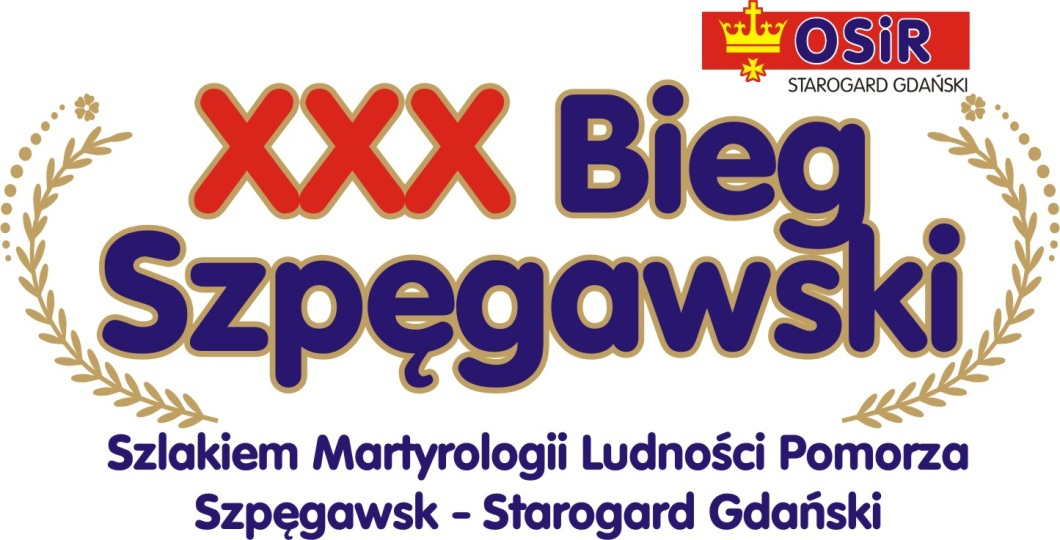 OSiR
STAROGARD GDAŃSKI
XXX Bieg
Szpęgawski
Szlakiem Martyrologii Ludności Pomorza
Szpęgawsk - Starogard Gdański